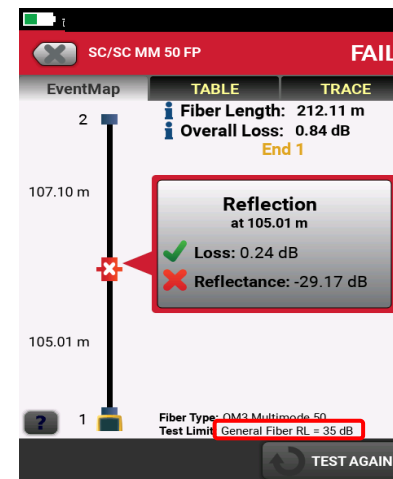 SC/SC MM 50 FP
FAIL
EventMap
TABLE
TRACE
Fiber Length: 212.11 m
Overall Loss: 0.84 dB
End 1
2
107.10 m
Reflection
at 105.01 m
Loss: 0.24 dB
Reflectance: -29.17 dB
105.01 m
1
?
Fiber Type: OM3 Multimode 50
Test Limit: General Fiber RL = 35 dB
TEST AGAIN